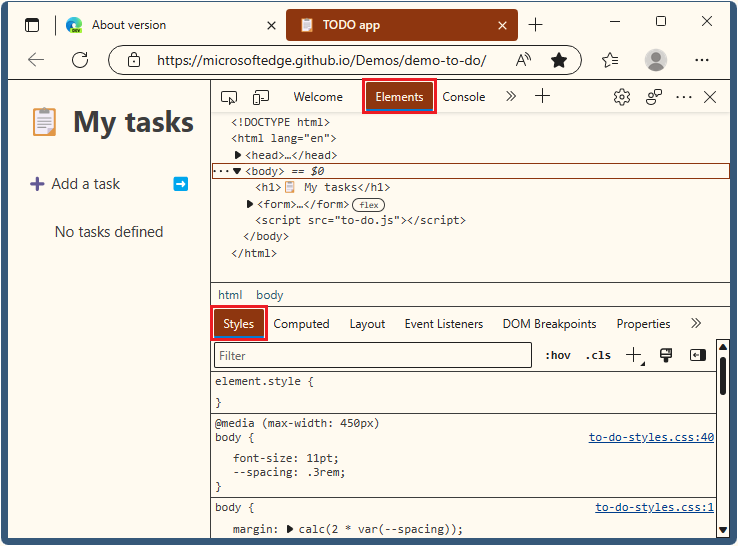 About version
TODO app
https://microsoftedge.github.io/Demos/demo-to-do/
My tasks
Add a task
No tasks defined
Welcome
Elements
Console
<!DOCTYPE html>
<html lang="en">
<head>…</head>
<body> == $0
<h1>📋 My tasks</h1>
<form>…</form> flex
<script src="to-do.js"></script>
</body>
</html>
html body
Styles Computed Layout Event Listeners DOM Breakpoints Properties
Filter :hov .cls
element.style {
}
@media (max-width: 450px)
body { to-do-styles.css:40
font-size: 11pt;
--spacing: .3rem;
}
body { to-do-styles.css:1
margin: calc(2 * var(--spacing));